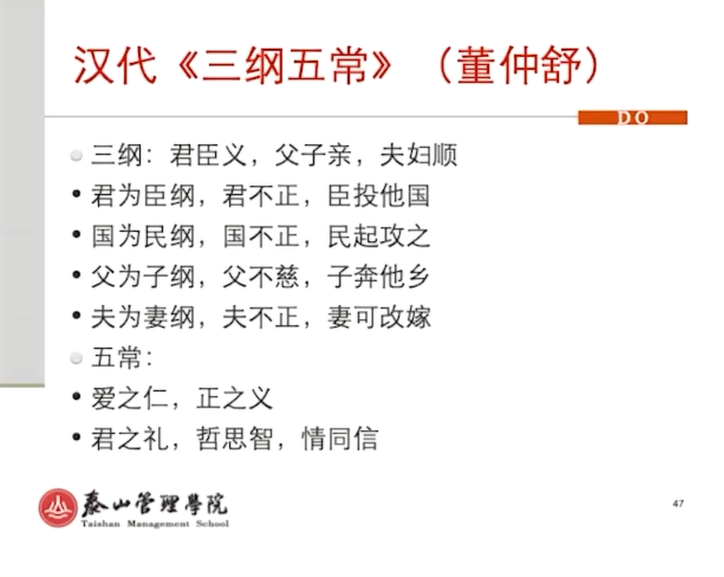 汉代《三纲五常》（董仲舒）
DO
三纲：君臣义，父子亲，夫妇顺
君为臣纲，君不正，臣投他国
国为民纲，国不正，民起攻之
父为子纲，父不慈，子奔他乡
夫为妻纲，夫不正，妻可改嫁
五常：
爱之仁，正之义
君之礼，哲思智，情同信
泰山管理學院
Taishan Management School
47